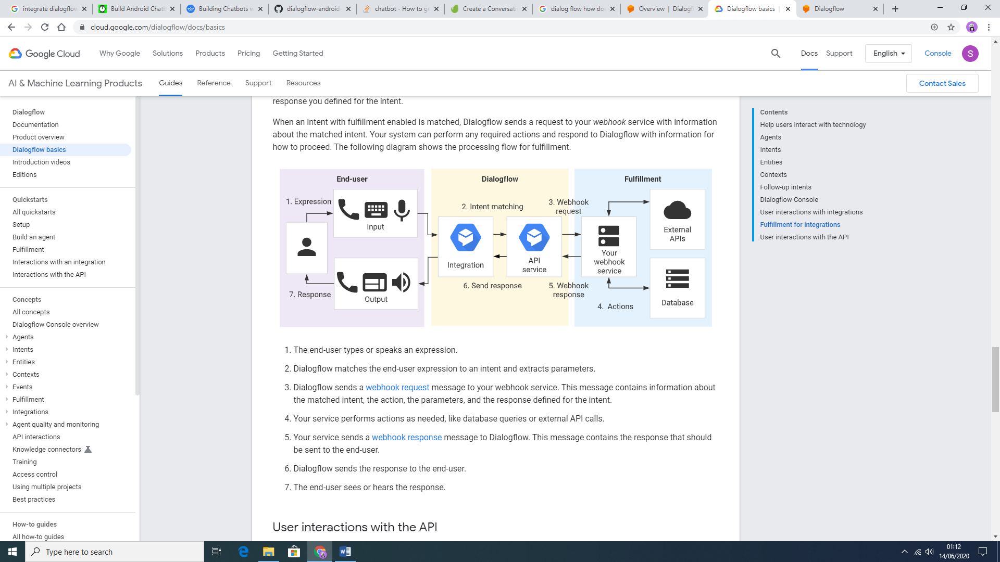 integrate dialogflow
Build Android Chatb
Building Chatbots w
dialogflow-android-
chatbot - How to ge
Create a Conversati
dialog flow how do
Overview | Dialogfl
Dialogflow basics |
Dialogflow
cloud.google.com/dialogflow/docs/basics
Google Cloud
Why Google
Solutions
Products
Pricing
Getting Started
Docs
Support
English
Console
S
AI & Machine Learning Products
Guides
Reference
Support
Resources
Contact Sales
Dialogflow
Documentation
Product overview
Dialogflow basics
Introduction videos
Editions
Quickstarts
All quickstarts
Setup
Build an agent
Fulfillment
Interactions with an integration
Interactions with the API
Concepts
All concepts
Dialogflow Console overview
Agents
Intents
Entities
Contexts
Events
Fulfillment
Integrations
Agent quality and monitoring
API interactions
Knowledge connectors
Training
Access control
Using multiple projects
Best practices
How-to guides
All how-to guides
response you defined for the intent.
When an intent with fulfillment enabled is matched, Dialogflow sends a request to your webhook service with information
about the matched intent. Your system can perform any required actions and respond to Dialogflow with information for
how to proceed. The following diagram shows the processing flow for fulfillment.
End-user
1. Expression
Input
Output
7. Response
Dialogflow
2. Intent matching
Integration
API
service
6. Send response
Fulfillment
3. Webhook
request
Your
webhook
service
5. Webhook
response
4. Actions
External
APIs
Database
1. The end-user types or speaks an expression.
2. Dialogflow matches the end-user expression to an intent and extracts parameters.
3. Dialogflow sends a webhook request message to your webhook service. This message contains information about
the matched intent, the action, the parameters, and the response defined for the intent.
4. Your service performs actions as needed, like database queries or external API calls.
5. Your service sends a webhook response message to Dialogflow. This message contains the response that should
be sent to the end-user.
6. Dialogflow sends the response to the end-user.
7. The end-user sees or hears the response.
User interactions with the API
Contents
Help users interact with technology
Agents
Intents
Entities
Contexts
Follow-up intents
Dialogflow Console
User interactions with integrations
Fulfillment for integrations
User interactions with the API
Type here to search
01:12
14/06/2020